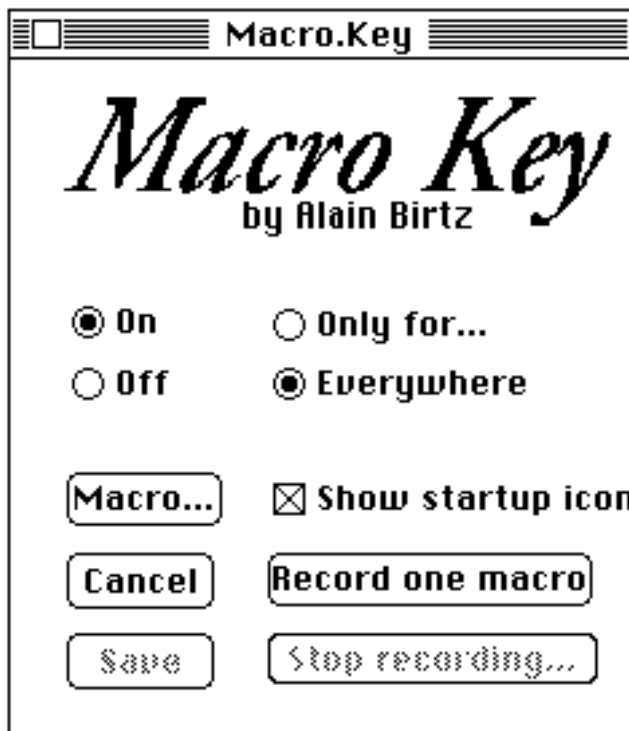 Macro.Key
Macro Key
by Alain Birtz
On
Only for...
Off
Everywhere
Macro...
Show startup icon
Cancel
Record one macro
Save
Stop recording...